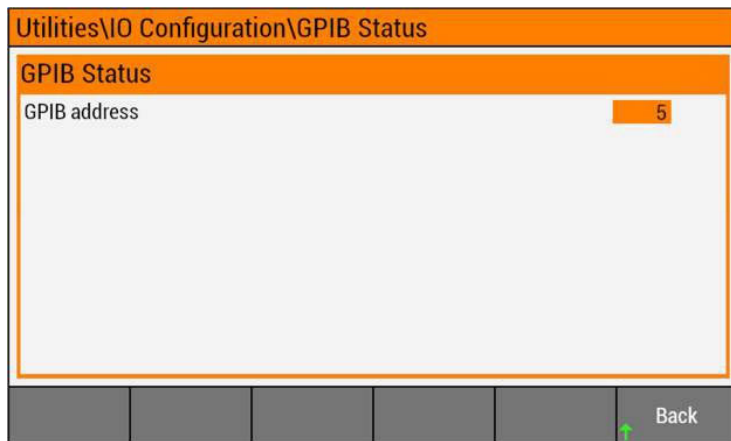 Utilities\IO Configuration\GPIB Status
GPIB Status
GPIB address 5
Back